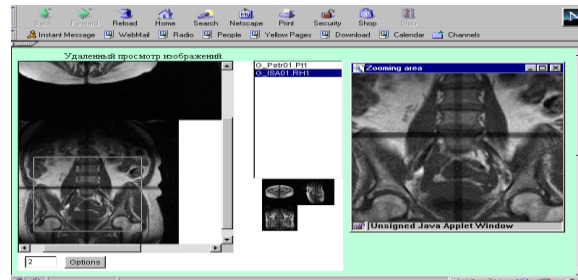 Back Forward Reload Home Search Netscape Print Security Shop Stop
Instant Message WebMail Radio People Yellow Pages Download Calendar Channels
Удаленный просмотр изображений.
G_Petr01.Pt1
G_ISA01.RH1
Zooming area
Unsigned Java Applet Window
2 Options